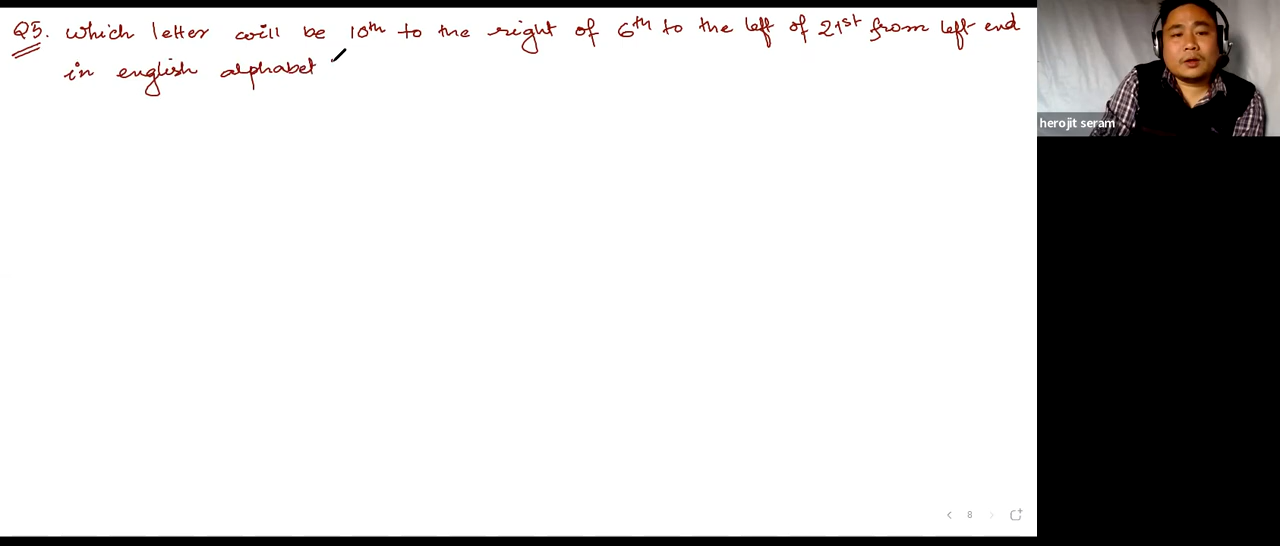 Q5. which letter will be 10th to the right of 6th to the left of 21st from left end
in english alphabet
herojit seram
8